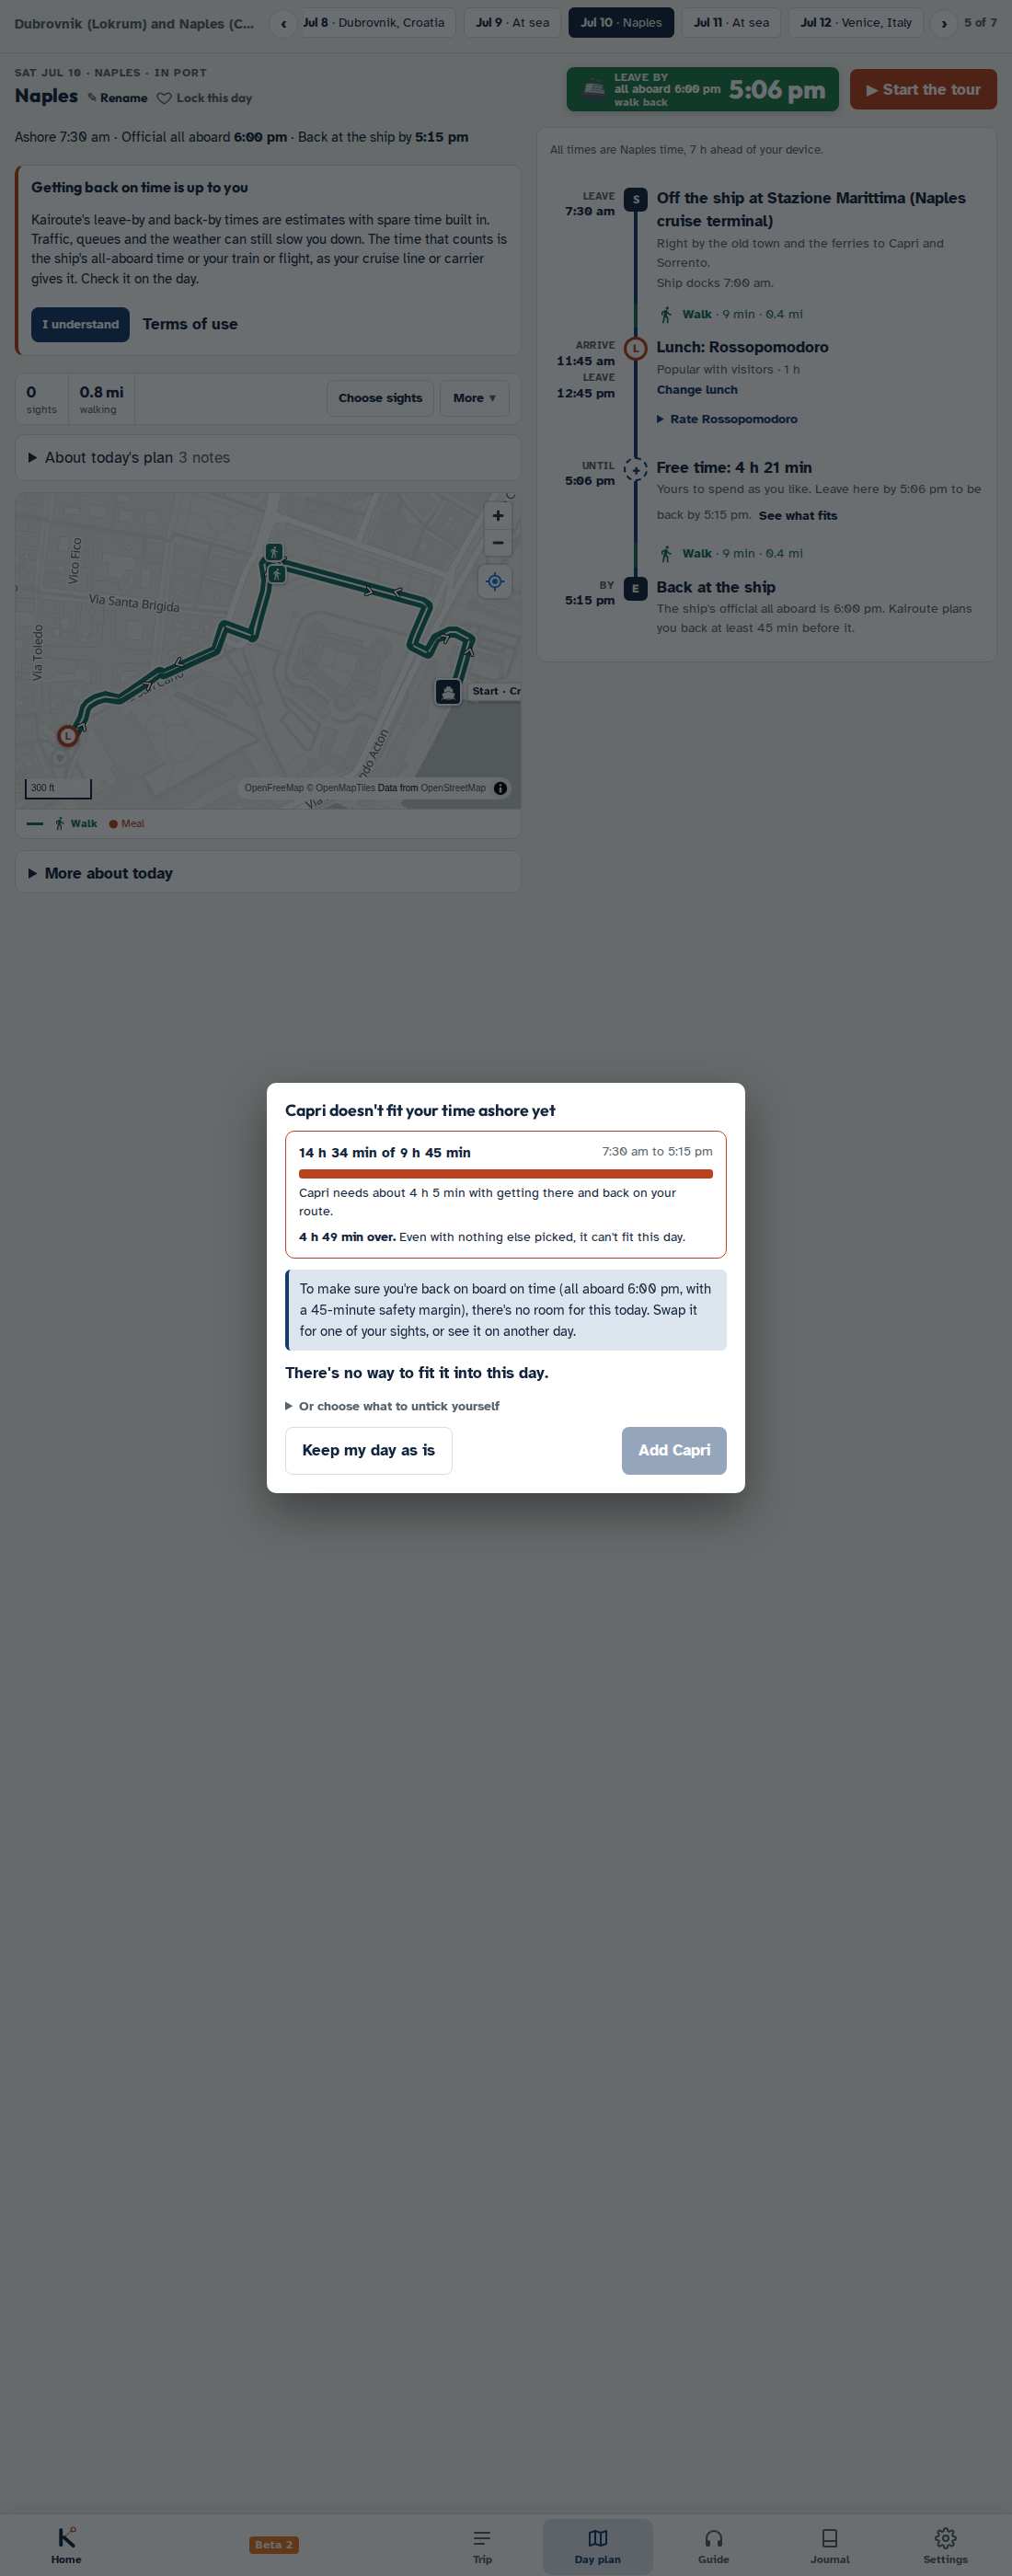 Dubrovnik (Lokrum) and Naples (C...
‹
Jul 8 · Dubrovnik, Croatia
Jul 9 · At sea
Jul 10 · Naples
Jul 11 · At sea
Jul 12 · Venice, Italy
›
5 of 7
SAT JUL 10 · NAPLES · IN PORT
Naples
✎ Rename
Lock this day
LEAVE BY
all aboard 6:00 pm
walk back
5:06 pm
▶ Start the tour
Ashore 7:30 am · Official all aboard 6:00 pm · Back at the ship by 5:15 pm
Getting back on time is up to you
Kairoute's leave-by and back-by times are estimates with spare time built in.
Traffic, queues and the weather can still slow you down. The time that counts is
the ship's all-aboard time or your train or flight, as your cruise line or carrier
gives it. Check it on the day.
I understand
Terms of use
0
sights
0.8 mi
walking
Choose sights
More ▾
▶ About today's plan 3 notes
Vico Fico
Via Santa Brigida
Via Toledo
San Carlo
Via
ndo Acton
L
Start · Cr
+
−
300 ft
OpenFreeMap © OpenMapTiles Data from OpenStreetMap
Walk
Meal
▶ More about today
All times are Naples time, 7 h ahead of your device.
LEAVE
7:30 am
S
Off the ship at Stazione Marittima (Naples
cruise terminal)
Right by the old town and the ferries to Capri and
Sorrento.
Ship docks 7:00 am.
Walk · 9 min · 0.4 mi
ARRIVE
11:45 am
LEAVE
12:45 pm
L
Lunch: Rossopomodoro
Popular with visitors · 1 h
Change lunch
▶ Rate Rossopomodoro
UNTIL
5:06 pm
+
Free time: 4 h 21 min
Yours to spend as you like. Leave here by 5:06 pm to be
back by 5:15 pm. See what fits
Walk · 9 min · 0.4 mi
BY
5:15 pm
E
Back at the ship
The ship's official all aboard is 6:00 pm. Kairoute plans
you back at least 45 min before it.
Capri doesn't fit your time ashore yet
14 h 34 min of 9 h 45 min
7:30 am to 5:15 pm
Capri needs about 4 h 5 min with getting there and back on your
route.
4 h 49 min over. Even with nothing else picked, it can't fit this day.
To make sure you're back on board on time (all aboard 6:00 pm, with
a 45-minute safety margin), there's no room for this today. Swap it
for one of your sights, or see it on another day.
There's no way to fit it into this day.
▶ Or choose what to untick yourself
Keep my day as is
Add Capri
Home
Beta 2
Trip
Day plan
Guide
Journal
Settings